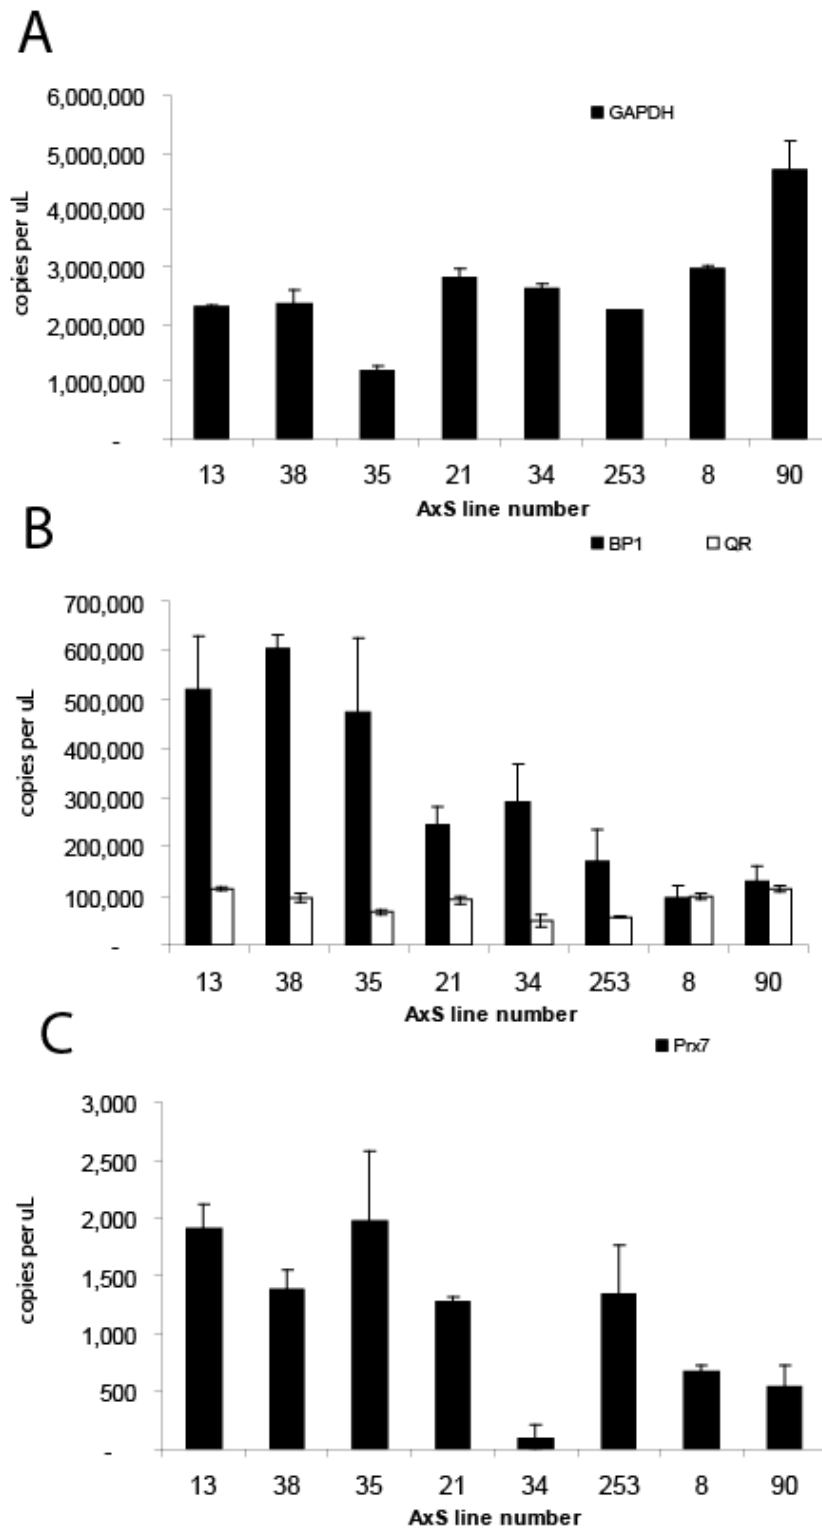 A
GAPDH
6,000,000
5,000,000
4,000,000
3,000,000
2,000,000
1,000,000
-
copies per uL
13 38 35 21 34 253 8 90
AxS line number
B
BP1 QR
700,000
600,000
500,000
400,000
300,000
200,000
100,000
-
copies per uL
13 38 35 21 34 253 8 90
AxS line number
C
Prx7
3,000
2,500
2,000
1,500
1,000
500
-
copies per uL
13 38 35 21 34 253 8 90
AxS line number